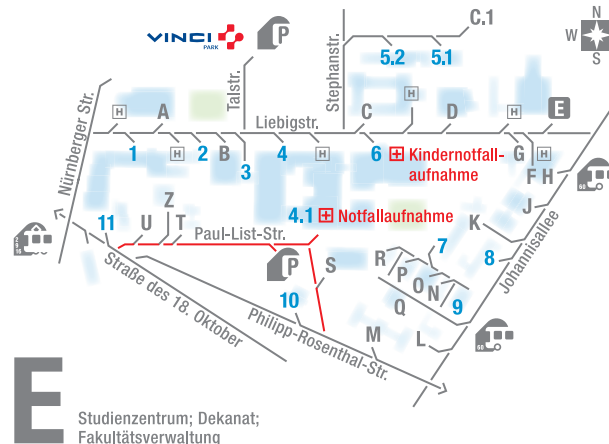 C.1
VINCI
PARK
P
5.2
5.1
N
W
E
S
Nürnberger Str.
Talstr.
Stephanstr.
H
A
Liebigstr.
C
H
D
H
E
1
H
2
B
3
4
H
6
Kindernotfall-
aufnahme
G
H
F
H
4.1
Notfallaufnahme
J
Z
11
U
T
Paul-List-Str.
K
Johannisallee
7
8
P
S
R
P
O
N
9
Q
10
Straße des 18. Oktober
Philipp-Rosenthal-Str.
M
L
60
E
Studienzentrum; Dekanat;
Fakultätsverwaltung